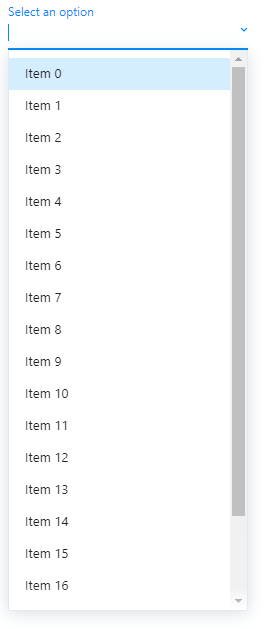 Select an option
Item 0
Item 1
Item 2
Item 3
Item 4
Item 5
Item 6
Item 7
Item 8
Item 9
Item 10
Item 11
Item 12
Item 13
Item 14
Item 15
Item 16